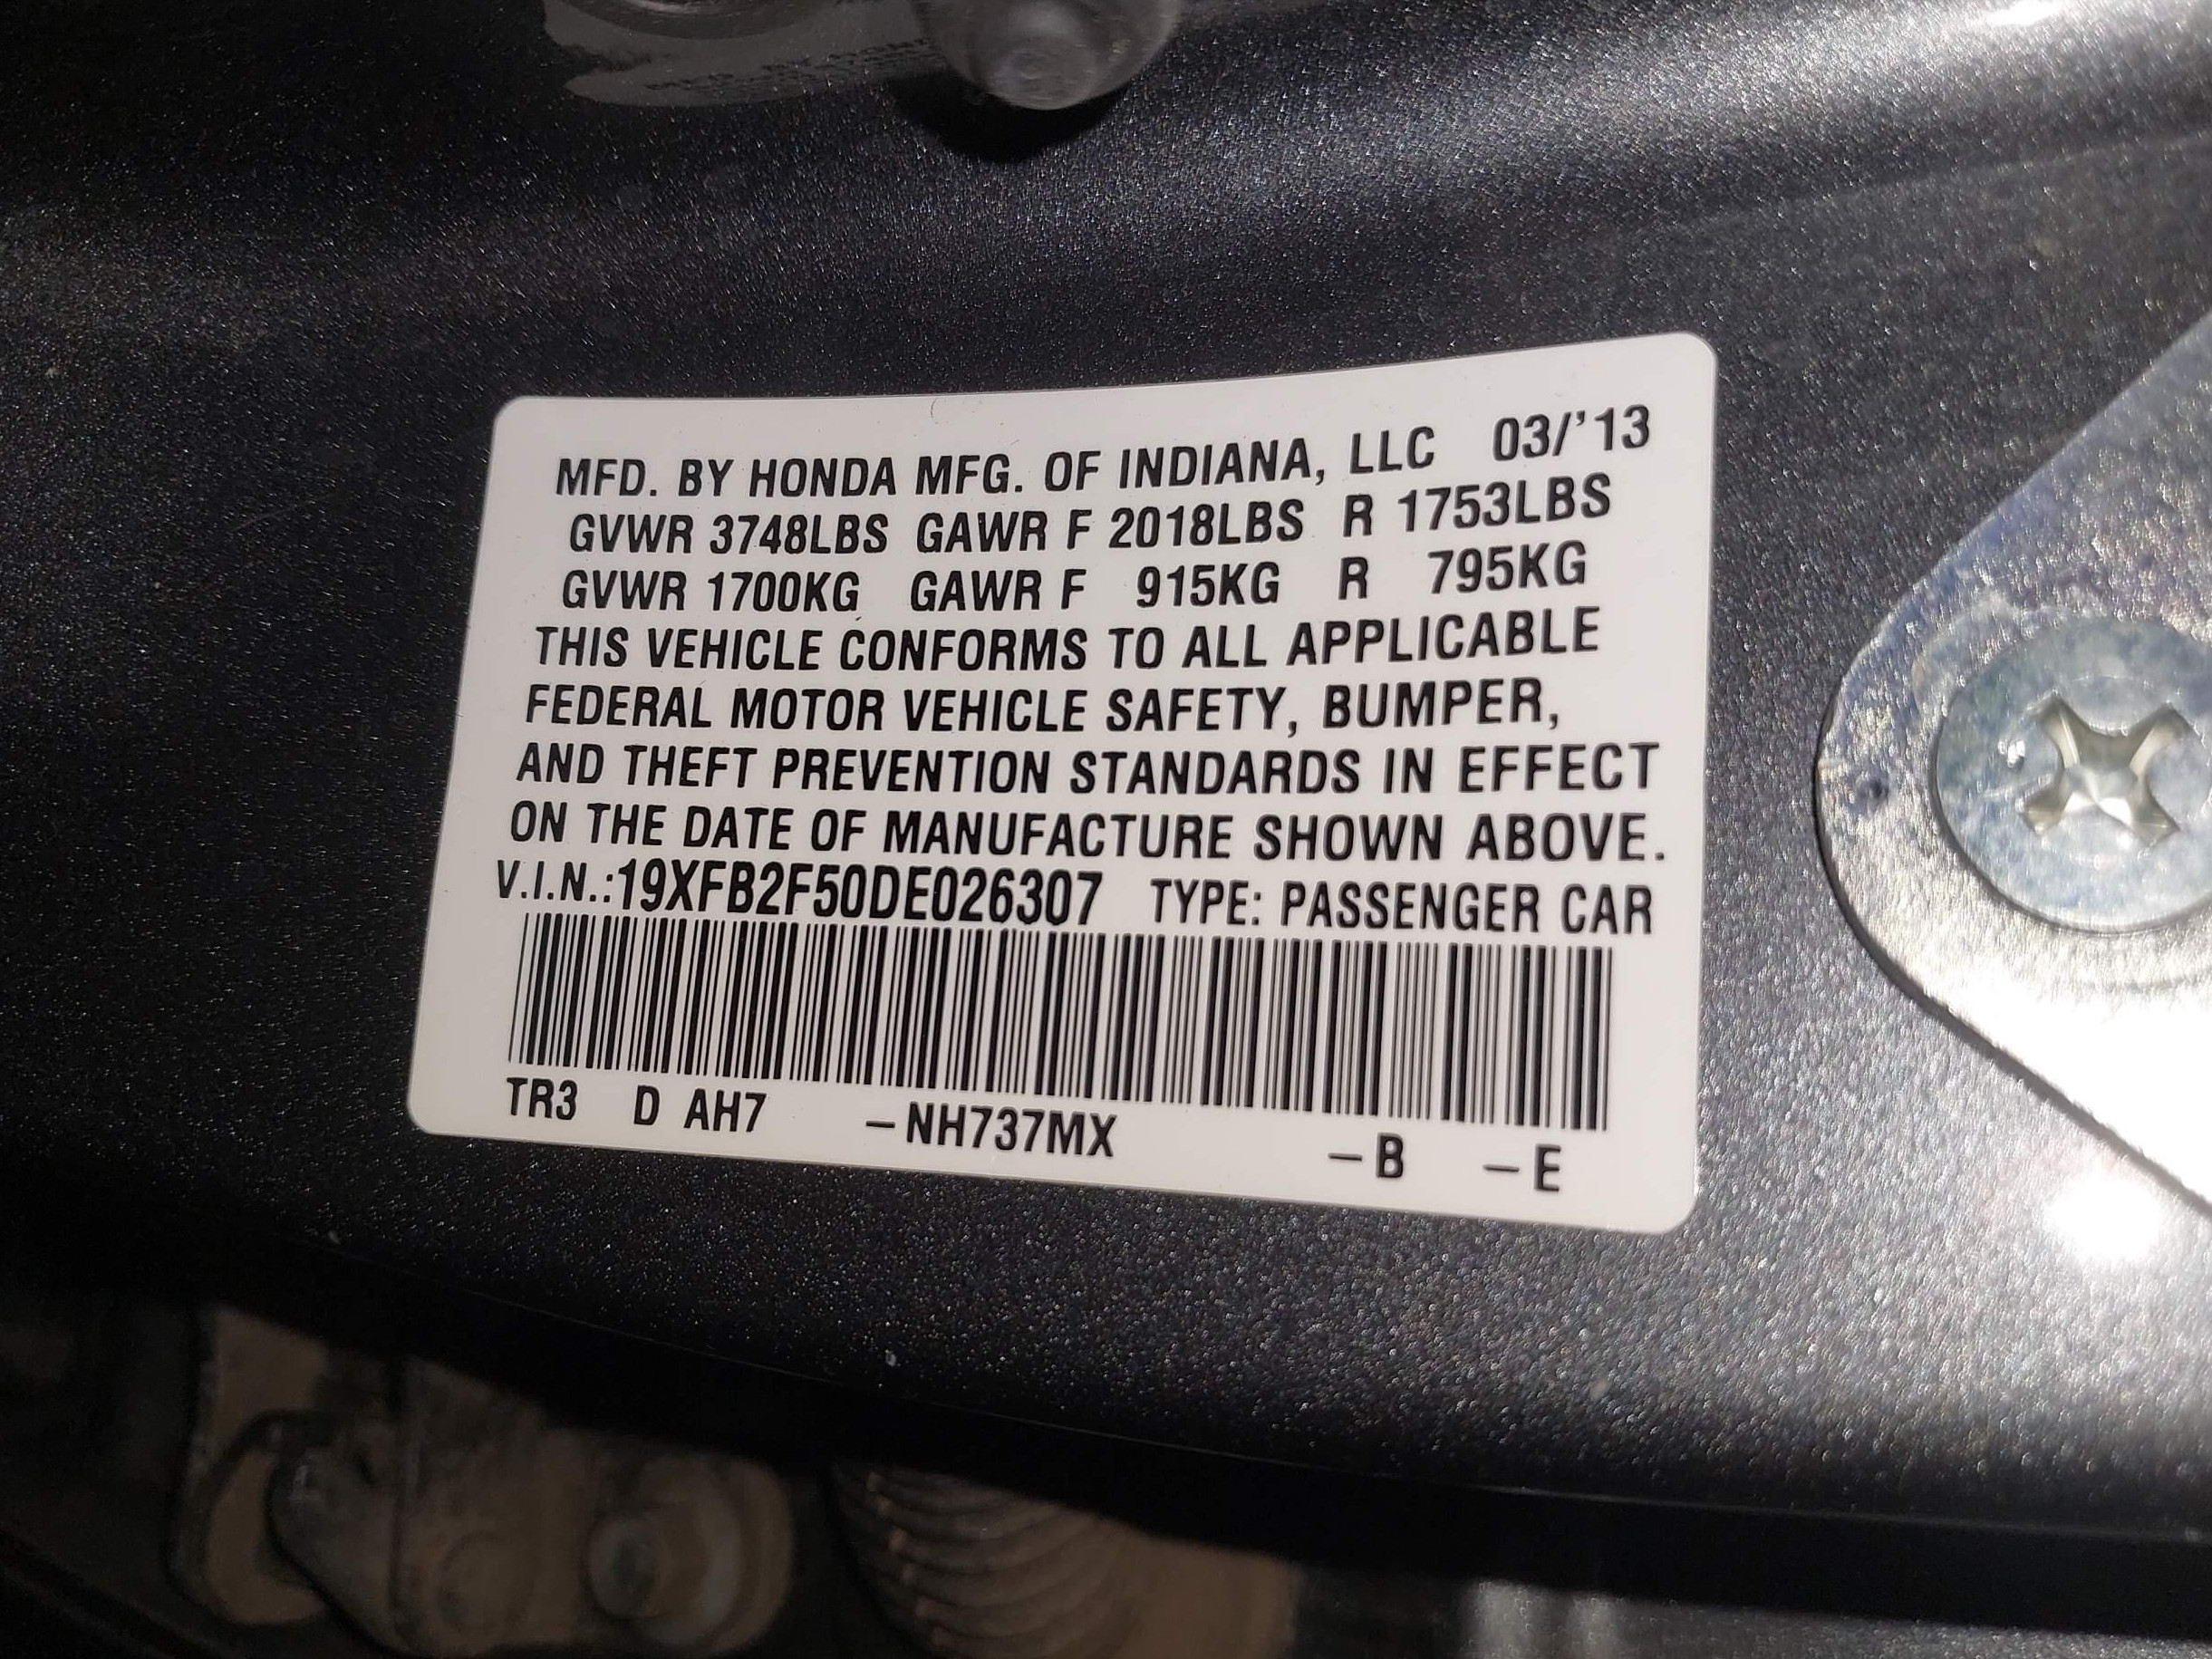 MFD. BY HONDA MFG. OF INDIANA, LLC 03/'13
GVWR 3748LBS GAWR F 2018LBS R 1753LBS
GVWR 1700KG GAWR F 915KG R 795KG
THIS VEHICLE CONFORMS TO ALL APPLICABLE
FEDERAL MOTOR VEHICLE SAFETY, BUMPER,
AND THEFT PREVENTION STANDARDS IN EFFECT
ON THE DATE OF MANUFACTURE SHOWN ABOVE.
V.I.N.:19XFB2F50DE026307 TYPE: PASSENGER CAR
TR3 D AH7 –NH737MX –B –E